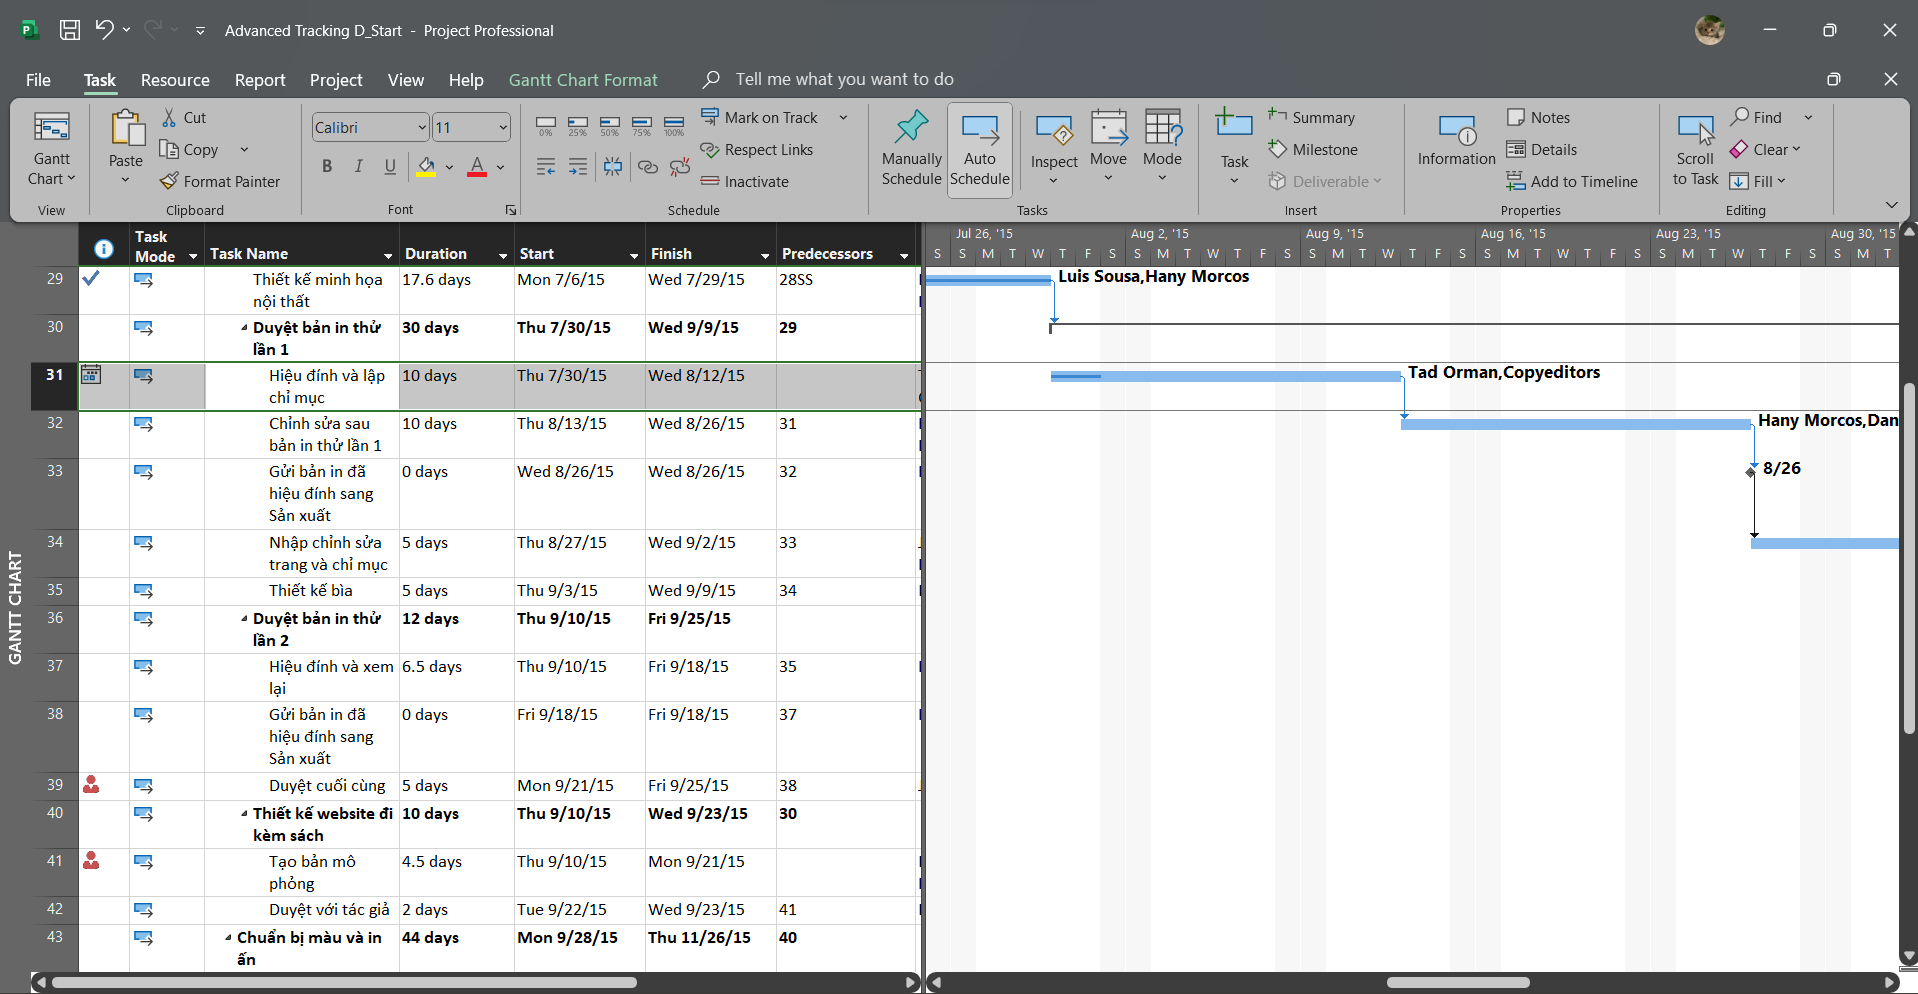 Advanced Tracking D_Start - Project Professional
File Task Resource Report Project View Help Gantt Chart Format Tell me what you want to do
Gantt Chart
View
Paste
Cut
Copy
Format Painter
Clipboard
Calibri 11
B I U A
Font
0% 25% 50% 75% 100%
Mark on Track
Respect Links
Inactivate
Schedule
Manually Schedule
Auto Schedule
Inspect
Move
Mode
Tasks
Task
Summary
Milestone
Deliverable
Insert
Information
Notes
Details
Add to Timeline
Properties
Scroll to Task
Find
Clear
Fill
Editing
Task Mode Task Name Duration Start Finish Predecessors
Jul 26, '15 Aug 2, '15 Aug 9, '15 Aug 16, '15 Aug 23, '15 Aug 30, '15
S S M T W T F S S M T W T F S S M T W T F S S M T W T F S S M T W T F S S M T
29 Thiết kế minh họa nội thất 17.6 days Mon 7/6/15 Wed 7/29/15 28SS
Luis Sousa,Hany Morcos
30 Duyệt bản in thử lần 1 30 days Thu 7/30/15 Wed 9/9/15 29
31 Hiệu đính và lập chỉ mục 10 days Thu 7/30/15 Wed 8/12/15
Tad Orman,Copyeditors
32 Chỉnh sửa sau bản in thử lần 1 10 days Thu 8/13/15 Wed 8/26/15 31
Hany Morcos,Dan
33 Gửi bản in đã hiệu đính sang Sản xuất 0 days Wed 8/26/15 Wed 8/26/15 32
8/26
34 Nhập chỉnh sửa trang và chỉ mục 5 days Thu 8/27/15 Wed 9/2/15 33
35 Thiết kế bìa 5 days Thu 9/3/15 Wed 9/9/15 34
36 Duyệt bản in thử lần 2 12 days Thu 9/10/15 Fri 9/25/15
37 Hiệu đính và xem lại 6.5 days Thu 9/10/15 Fri 9/18/15 35
38 Gửi bản in đã hiệu đính sang Sản xuất 0 days Fri 9/18/15 Fri 9/18/15 37
39 Duyệt cuối cùng 5 days Mon 9/21/15 Fri 9/25/15 38
40 Thiết kế website đi kèm sách 10 days Thu 9/10/15 Wed 9/23/15 30
41 Tạo bản mô phỏng 4.5 days Thu 9/10/15 Mon 9/21/15
42 Duyệt với tác giả 2 days Tue 9/22/15 Wed 9/23/15 41
43 Chuẩn bị màu và in ấn 44 days Mon 9/28/15 Thu 11/26/15 40
GANTT CHART